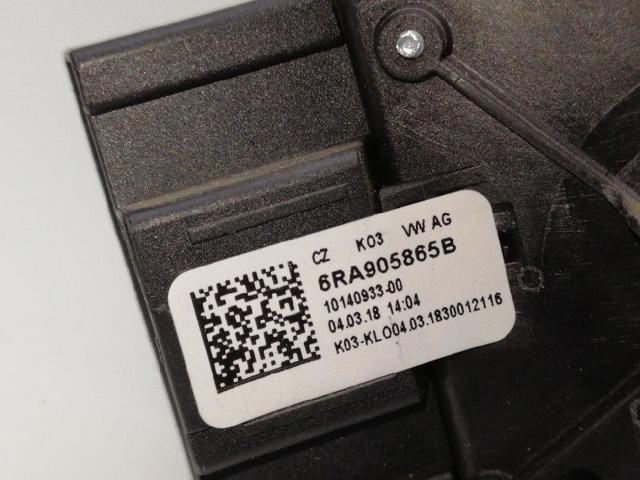 CZ K03 VW AG
6RA905865B
10140933-00
04.03.18 14:04
K03-KLO04.03.1830012116